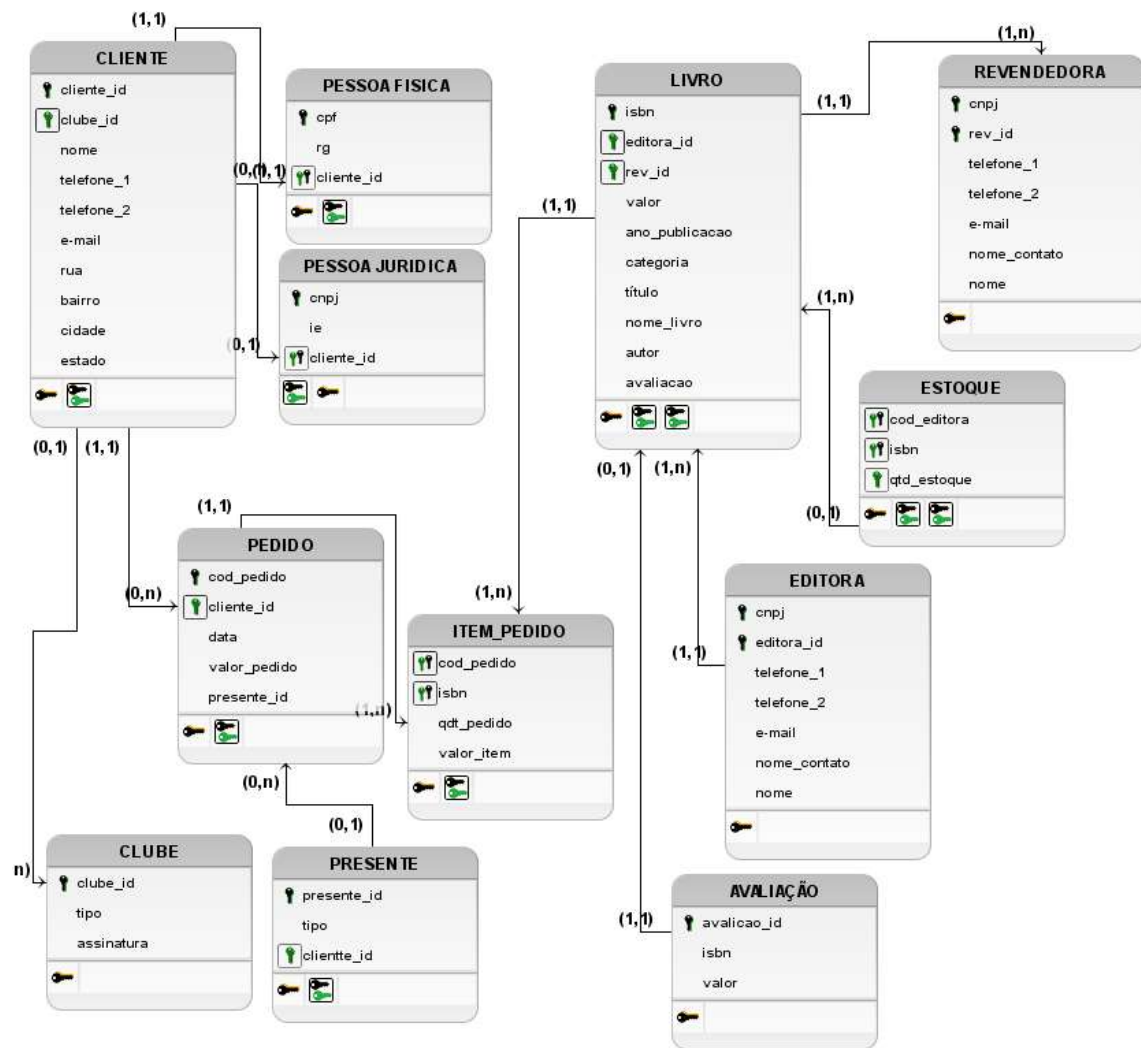 (1,1)
CLIENTE
cliente_id
clube_id
nome
telefone_1
telefone_2
e-mail
rua
bairro
cidade
estado
(0,1)
(1,1)
PESSOA FISICA
cpf
rg
cliente_id
(0,1)
PESSOA JURIDICA
cnpj
ie
cliente_id
(0,1)
(1,1)
LIVRO
isbn
editora_id
rev_id
valor
ano_publicacao
categoria
título
nome_livro
autor
avaliacao
(1,1)
(1,n)
REVENDEDORA
cnpj
rev_id
telefone_1
telefone_2
e-mail
nome_contato
nome
(1,1)
(1,n)
ESTOQUE
cod_editora
isbn
qtd_estoque
(0,1)
(0,1)
(1,n)
(1,1)
PEDIDO
cod_pedido
cliente_id
data
valor_pedido
presente_id
(0,n)
(1,n)
ITEM_PEDIDO
cod_pedido
isbn
qdt_pedido
valor_item
(1,n)
EDITORA
cnpj
editora_id
telefone_1
telefone_2
e-mail
nome_contato
nome
(1,1)
(0,n)
(0,1)
n)
CLUBE
clube_id
tipo
assinatura
PRESENTE
presente_id
tipo
clientte_id
(1,1)
AVALIAÇÃO
avalicao_id
isbn
valor